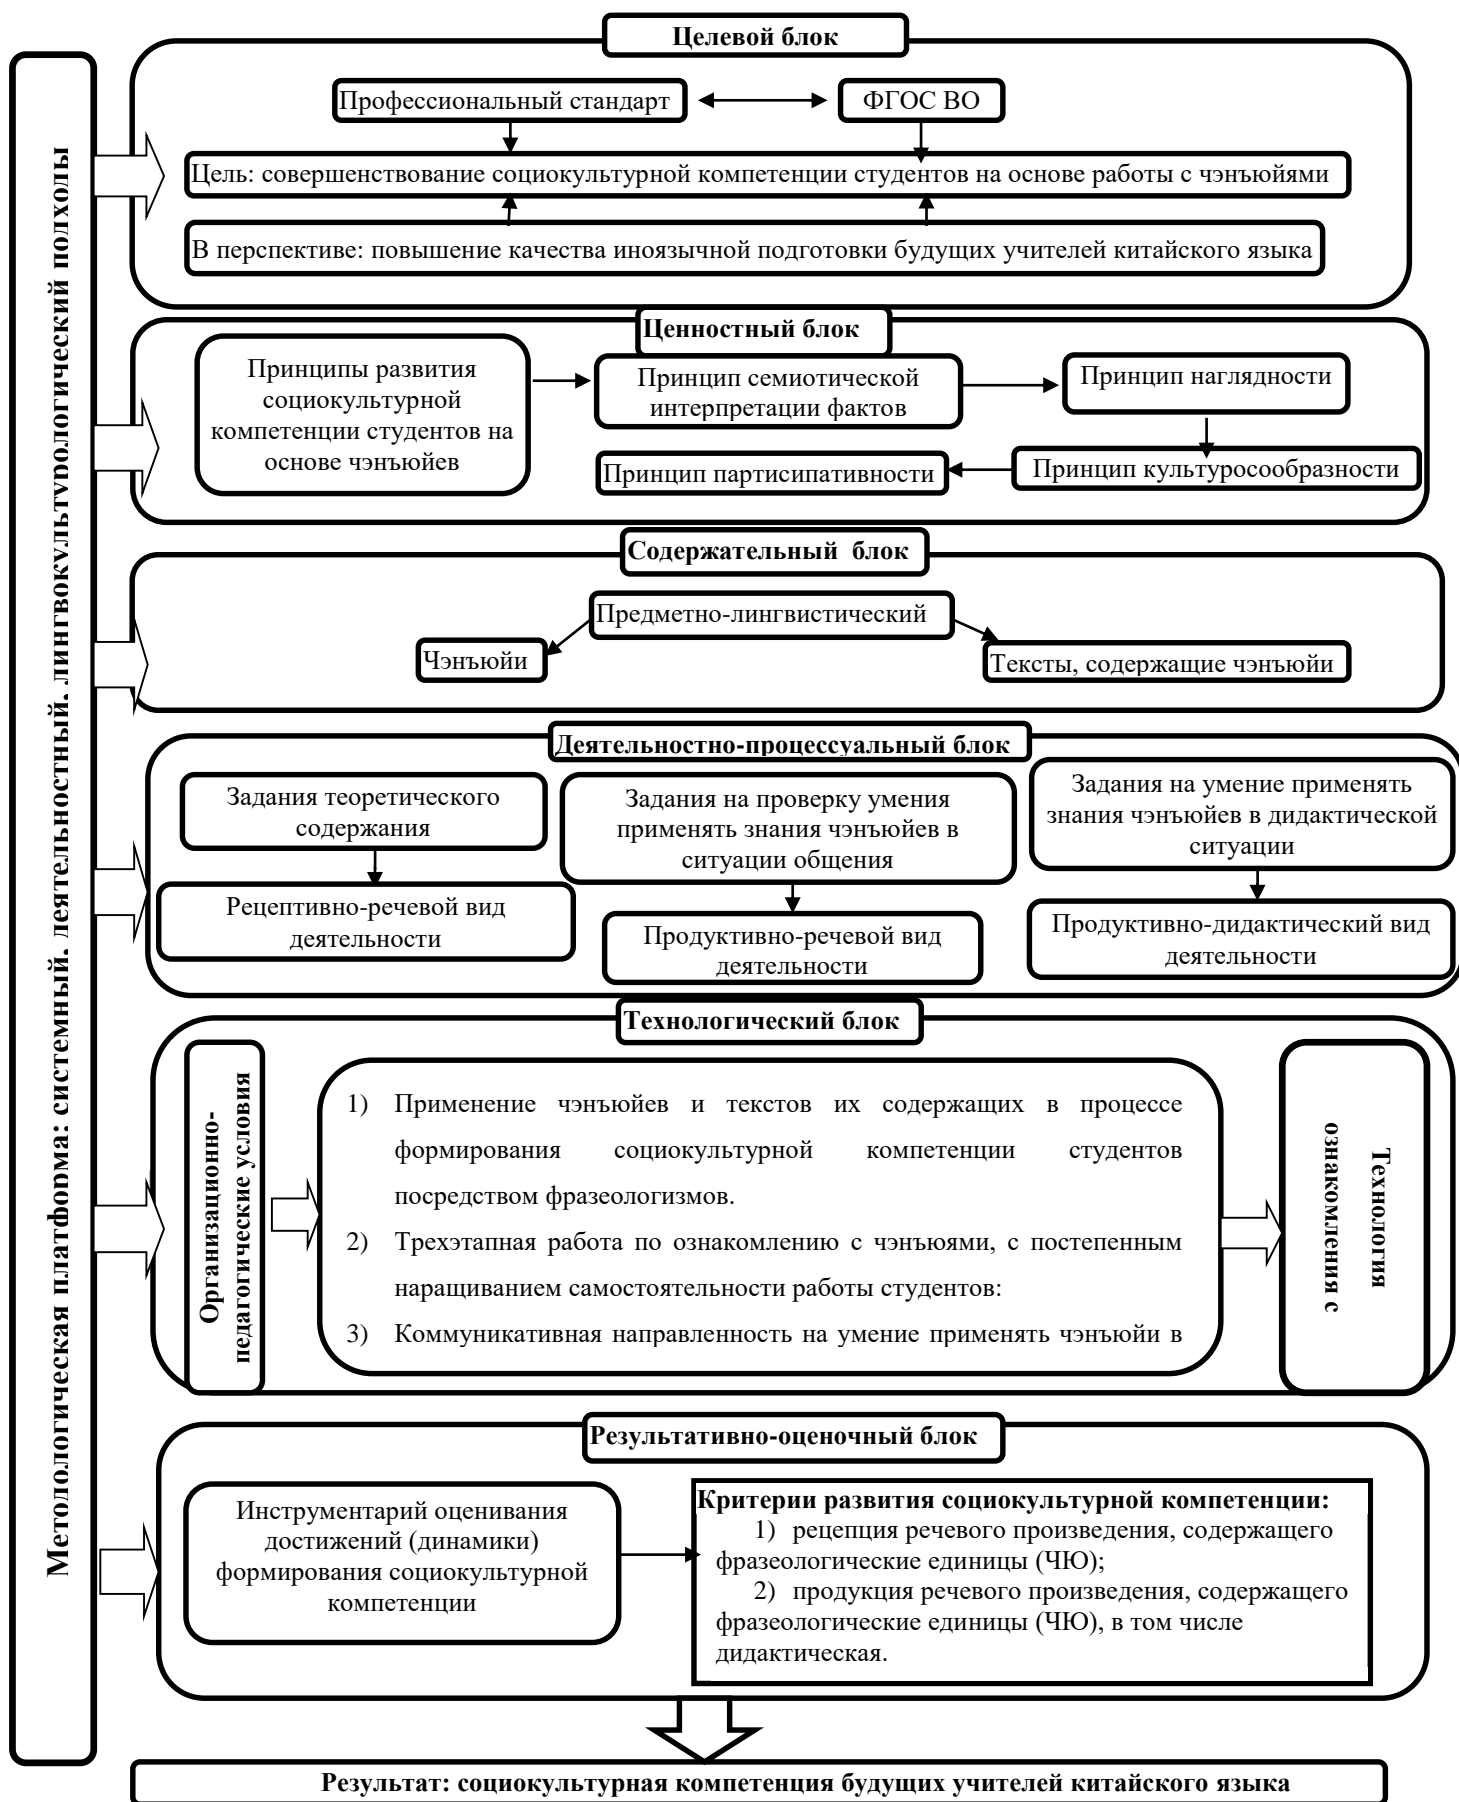 Методологическая платформа: системный, деятельностный, лингвокультурологический подходы
Целевой блок
Профессиональный стандарт
ФГОС ВО
Цель: совершенствование социокультурной компетенции студентов на основе работы с чэнъюйями
В перспективе: повышение качества иноязычной подготовки будущих учителей китайского языка
Ценностный блок
Принципы развития
социокультурной
компетенции студентов на
основе чэнъюйев
Принцип семиотической
интерпретации фактов
Принцип наглядности
Принцип партисипативности
Принцип культуросообразности
Содержательный блок
Предметно-лингвистический
Чэнъюйи
Тексты, содержащие чэнъюйи
Деятельностно-процессуальный блок
Задания теоретического
содержания
Рецептивно-речевой вид
деятельности
Задания на проверку умения
применять знания чэнъюйев в
ситуации общения
Продуктивно-речевой вид
деятельности
Задания на умение применять
знания чэнъюйев в дидактической
ситуации
Продуктивно-дидактический вид
деятельности
Технологический блок
Организационно-
педагогические условия
1) Применение чэнъюйев и текстов их содержащих в процессе
формирования социокультурной компетенции студентов
посредством фразеологизмов.
2) Трехэтапная работа по ознакомлению с чэнъюями, с постепенным
наращиванием самостоятельности работы студентов:
3) Коммуникативная направленность на умение применять чэнъюйи в
Технология
ознакомления с
Результативно-оценочный блок
Инструментарий оценивания
достижений (динамики)
формирования социокультурной
компетенции
Критерии развития социокультурной компетенции:
1) рецепция речевого произведения, содержащего
фразеологические единицы (ЧЮ);
2) продукция речевого произведения, содержащего
фразеологические единицы (ЧЮ), в том числе
дидактическая.
Результат: социокультурная компетенция будущих учителей китайского языка